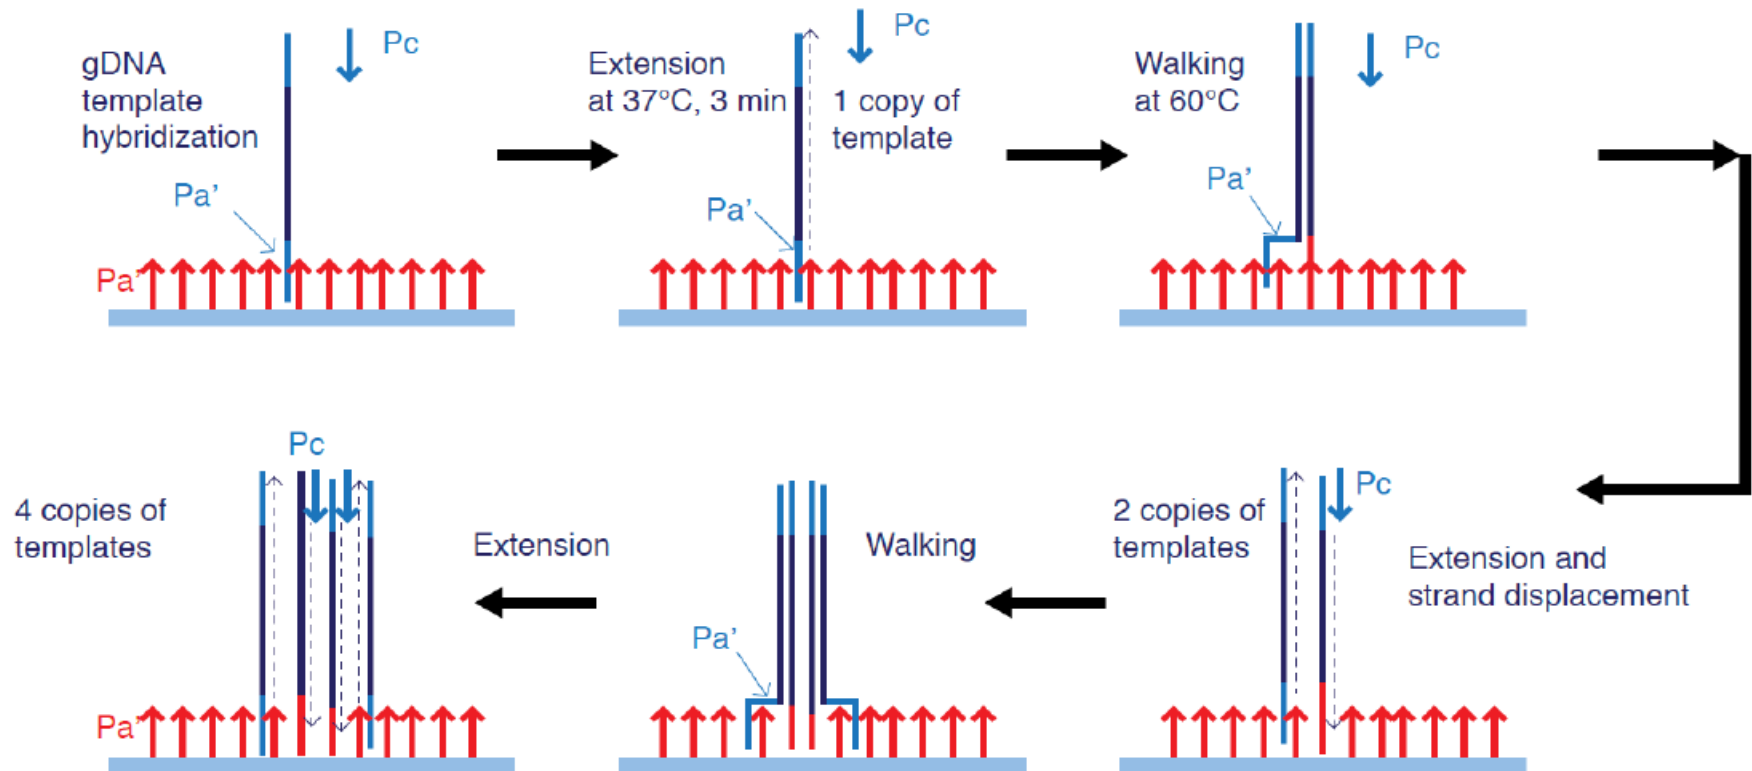 Pc
gDNA
template
hybridization
Pa'
Pa'
Extension
at 37°C, 3 min
Pc
1 copy of
template
Pa'
Walking
at 60°C
Pc
Pa'
Pc
4 copies of
templates
Extension
Walking
2 copies of
templates
Pc
Extension and
strand displacement
Pa'
Pa'